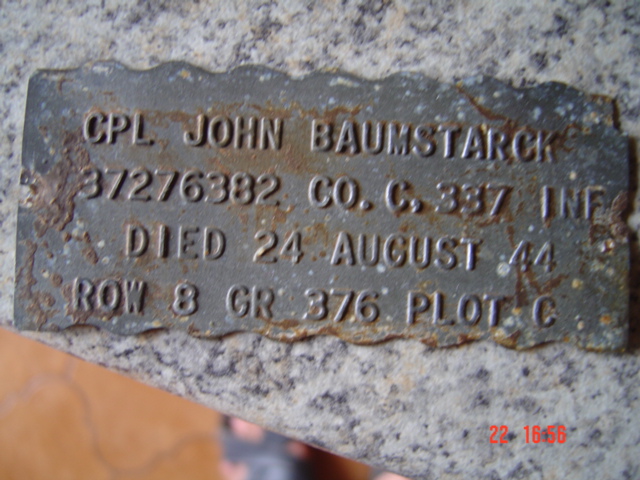 CPL JOHN BAUMSTARCK
37276382 CO. C. 337 INF
DIED 24 AUGUST 44
ROW 8 GR 376 PLOT C
22 16:56